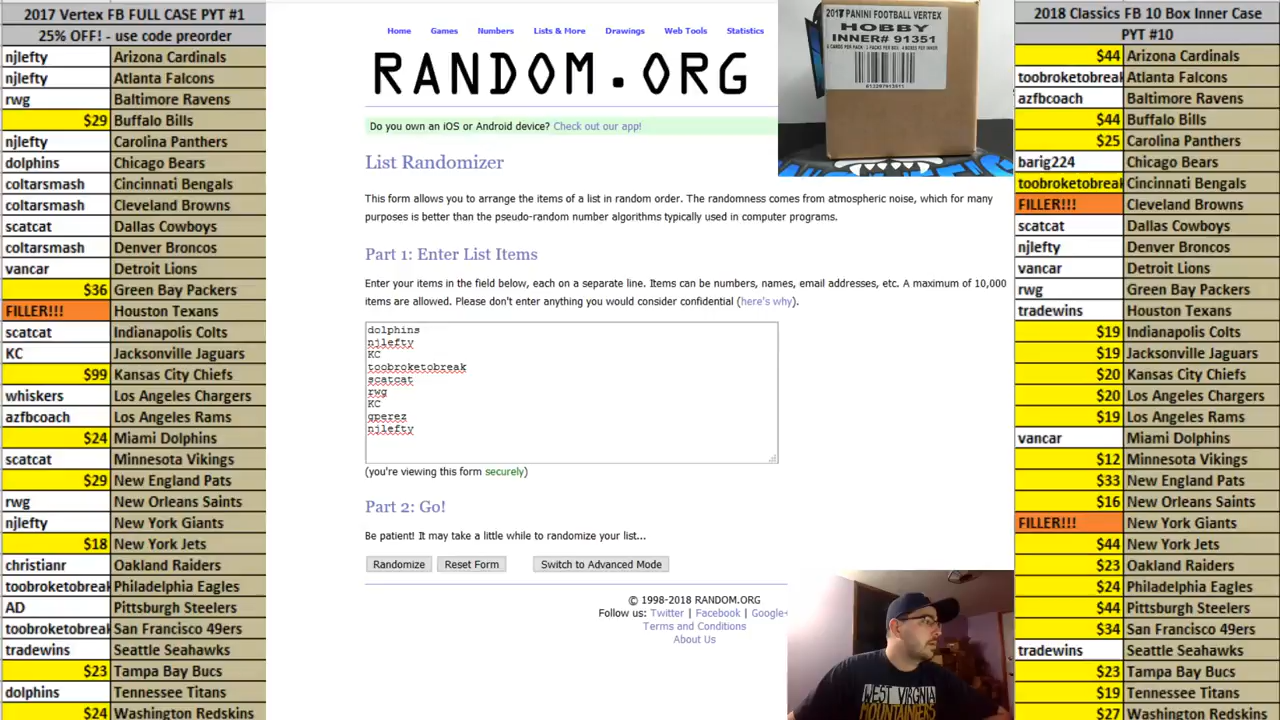 2017 Vertex FB FULL CASE PYT #1
25% OFF! - use code preorder
njlefty Arizona Cardinals
njlefty Atlanta Falcons
rwg Baltimore Ravens
$29 Buffalo Bills
njlefty Carolina Panthers
dolphins Chicago Bears
coltarsmash Cincinnati Bengals
coltarsmash Cleveland Browns
scatcat Dallas Cowboys
coltarsmash Denver Broncos
vancar Detroit Lions
$36 Green Bay Packers
FILLER!!! Houston Texans
scatcat Indianapolis Colts
KC Jacksonville Jaguars
$99 Kansas City Chiefs
whiskers Los Angeles Chargers
azfbcoach Los Angeles Rams
$24 Miami Dolphins
scatcat Minnesota Vikings
$29 New England Pats
rwg New Orleans Saints
njlefty New York Giants
$18 New York Jets
christianr Oakland Raiders
toobroketobreak Philadelphia Eagles
AD Pittsburgh Steelers
toobroketobreak San Francisco 49ers
tradewins Seattle Seahawks
$23 Tampa Bay Bucs
dolphins Tennessee Titans
$24 Washington Redskins
Home Games Numbers Lists & More Drawings Web Tools Statistics
RANDOM.ORG
Do you own an iOS or Android device? Check out our app!
List Randomizer
This form allows you to arrange the items of a list in random order. The randomness comes from atmospheric noise, which for many
purposes is better than the pseudo-random number algorithms typically used in computer programs.
Part 1: Enter List Items
Enter your items in the field below, each on a separate line. Items can be numbers, names, email addresses, etc. A maximum of 10,000
items are allowed. Please don't enter anything you would consider confidential (here's why).
dolphins
njlefty
KC
toobroketobreak
scatcat
rwg
KC
gperez
njlefty
(you're viewing this form securely)
Part 2: Go!
Be patient! It may take a little while to randomize your list...
Randomize Reset Form Switch to Advanced Mode
© 1998-2018 RANDOM.ORG
Follow us: Twitter | Facebook | Google+
Terms and Conditions
About Us
2017 PANINI FOOTBALL VERTEX
HOBBY
INNER# 91351
WEST VIRGINIA
MOUNTAINEERS
2018 Classics FB 10 Box Inner Case
PYT #10
$44 Arizona Cardinals
toobroketobreak Atlanta Falcons
azfbcoach Baltimore Ravens
$44 Buffalo Bills
$25 Carolina Panthers
barig224 Chicago Bears
toobroketobreak Cincinnati Bengals
FILLER!!! Cleveland Browns
scatcat Dallas Cowboys
njlefty Denver Broncos
vancar Detroit Lions
rwg Green Bay Packers
tradewins Houston Texans
$19 Indianapolis Colts
$19 Jacksonville Jaguars
$20 Kansas City Chiefs
$20 Los Angeles Chargers
$19 Los Angeles Rams
vancar Miami Dolphins
$12 Minnesota Vikings
$33 New England Pats
$16 New Orleans Saints
FILLER!!! New York Giants
$44 New York Jets
$23 Oakland Raiders
$24 Philadelphia Eagles
$44 Pittsburgh Steelers
$34 San Francisco 49ers
tradewins Seattle Seahawks
$23 Tampa Bay Bucs
$19 Tennessee Titans
$27 Washington Redskins